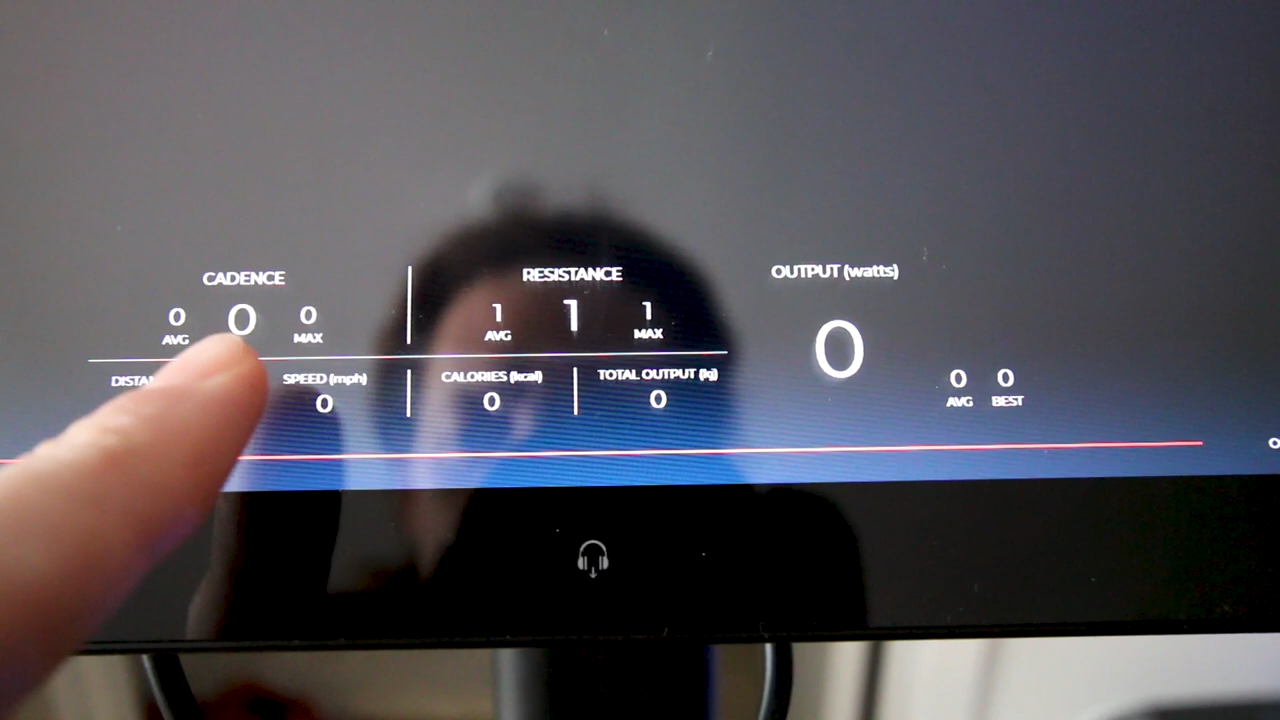 CADENCE
0 0 0
AVG MAX
RESISTANCE
1 1 1
AVG MAX
OUTPUT (watts)
0
0 0
AVG BEST
SPEED (mph)
0
CALORIES (kcal)
0
TOTAL OUTPUT (kj)
0